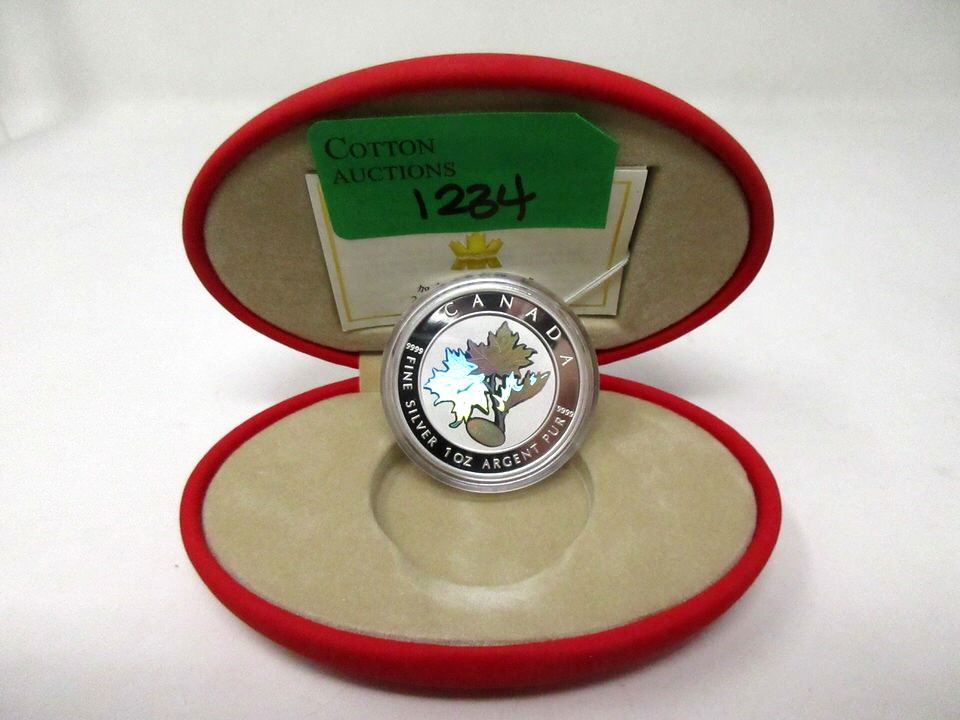 COTTON
AUCTIONS
1234
CANADA
9999 FINE SILVER 1 OZ ARGENT PUR 9999